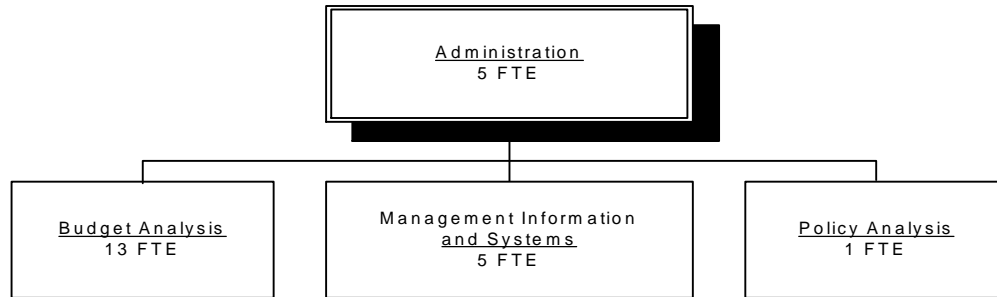 Administration
5 FTE
Budget Analysis
13 FTE
Management Information
and Systems
5 FTE
Policy Analysis
1 FTE